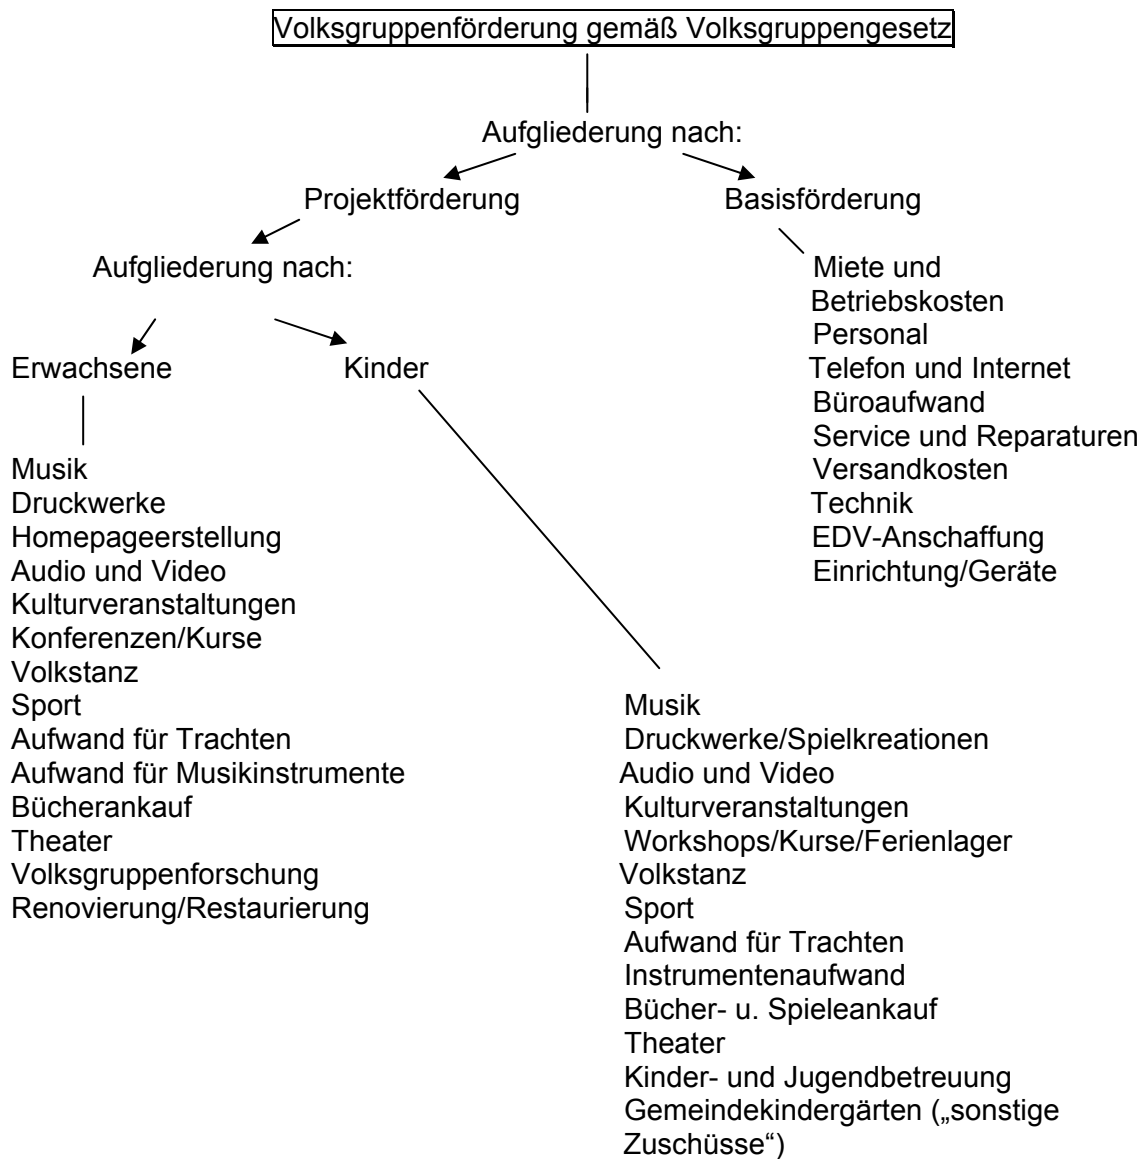 Volksgruppenförderung gemäß Volksgruppengesetz
Aufgliederung nach:
Projektförderung
Basisförderung
Aufgliederung nach:
Miete und
Betriebskosten
Personal
Telefon und Internet
Büroaufwand
Service und Reparaturen
Versandkosten
Technik
EDV-Anschaffung
Einrichtung/Geräte
Erwachsene
Kinder
Musik
Druckwerke
Homepageerstellung
Audio und Video
Kulturveranstaltungen
Konferenzen/Kurse
Volkstanz
Sport
Aufwand für Trachten
Aufwand für Musikinstrumente
Bücherankauf
Theater
Volksgruppenforschung
Renovierung/Restaurierung
Musik
Druckwerke/Spielkreationen
Audio und Video
Kulturveranstaltungen
Workshops/Kurse/Ferienlager
Volkstanz
Sport
Aufwand für Trachten
Instrumentenaufwand
Bücher- u. Spieleankauf
Theater
Kinder- und Jugendbetreuung
Gemeindekindergärten („sonstige
Zuschüsse“)